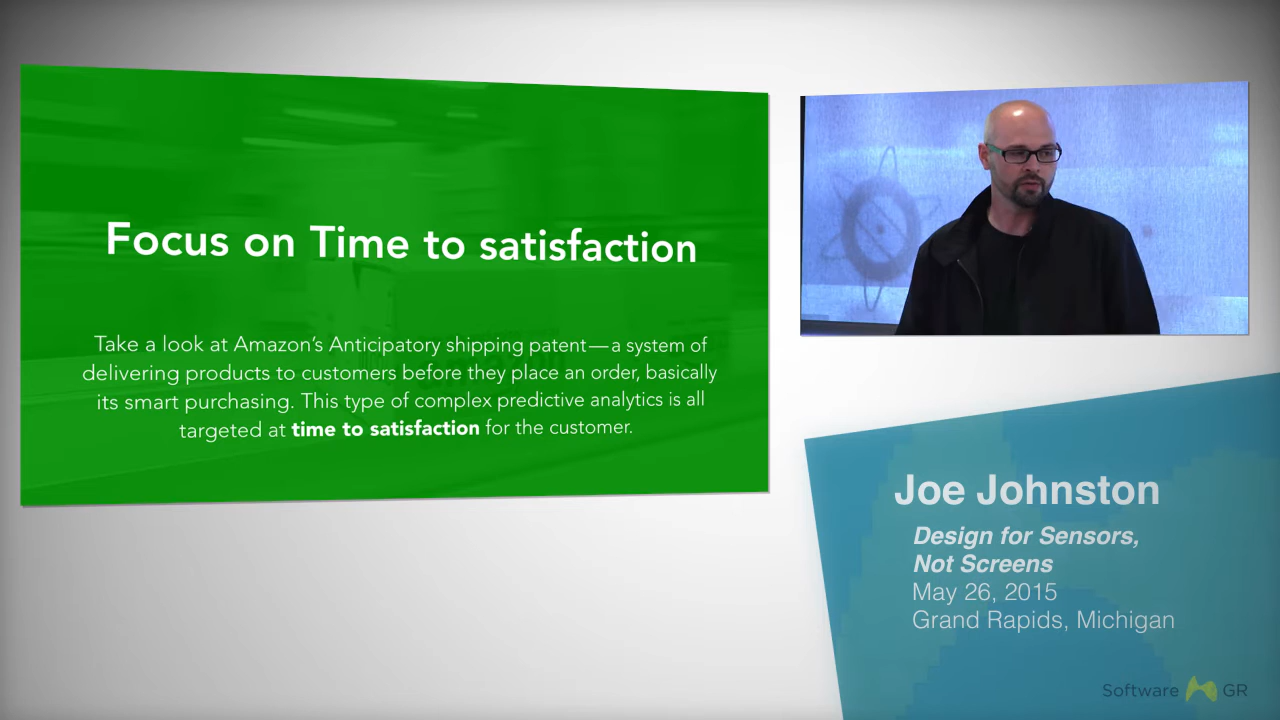 Focus on Time to satisfaction
Take a look at Amazon's Anticipatory shipping patent—a system of
delivering products to customers before they place an order, basically
its smart purchasing. This type of complex predictive analytics is all
targeted at time to satisfaction for the customer.
Joe Johnston
Design for Sensors,
Not Screens
May 26, 2015
Grand Rapids, Michigan
Software GR